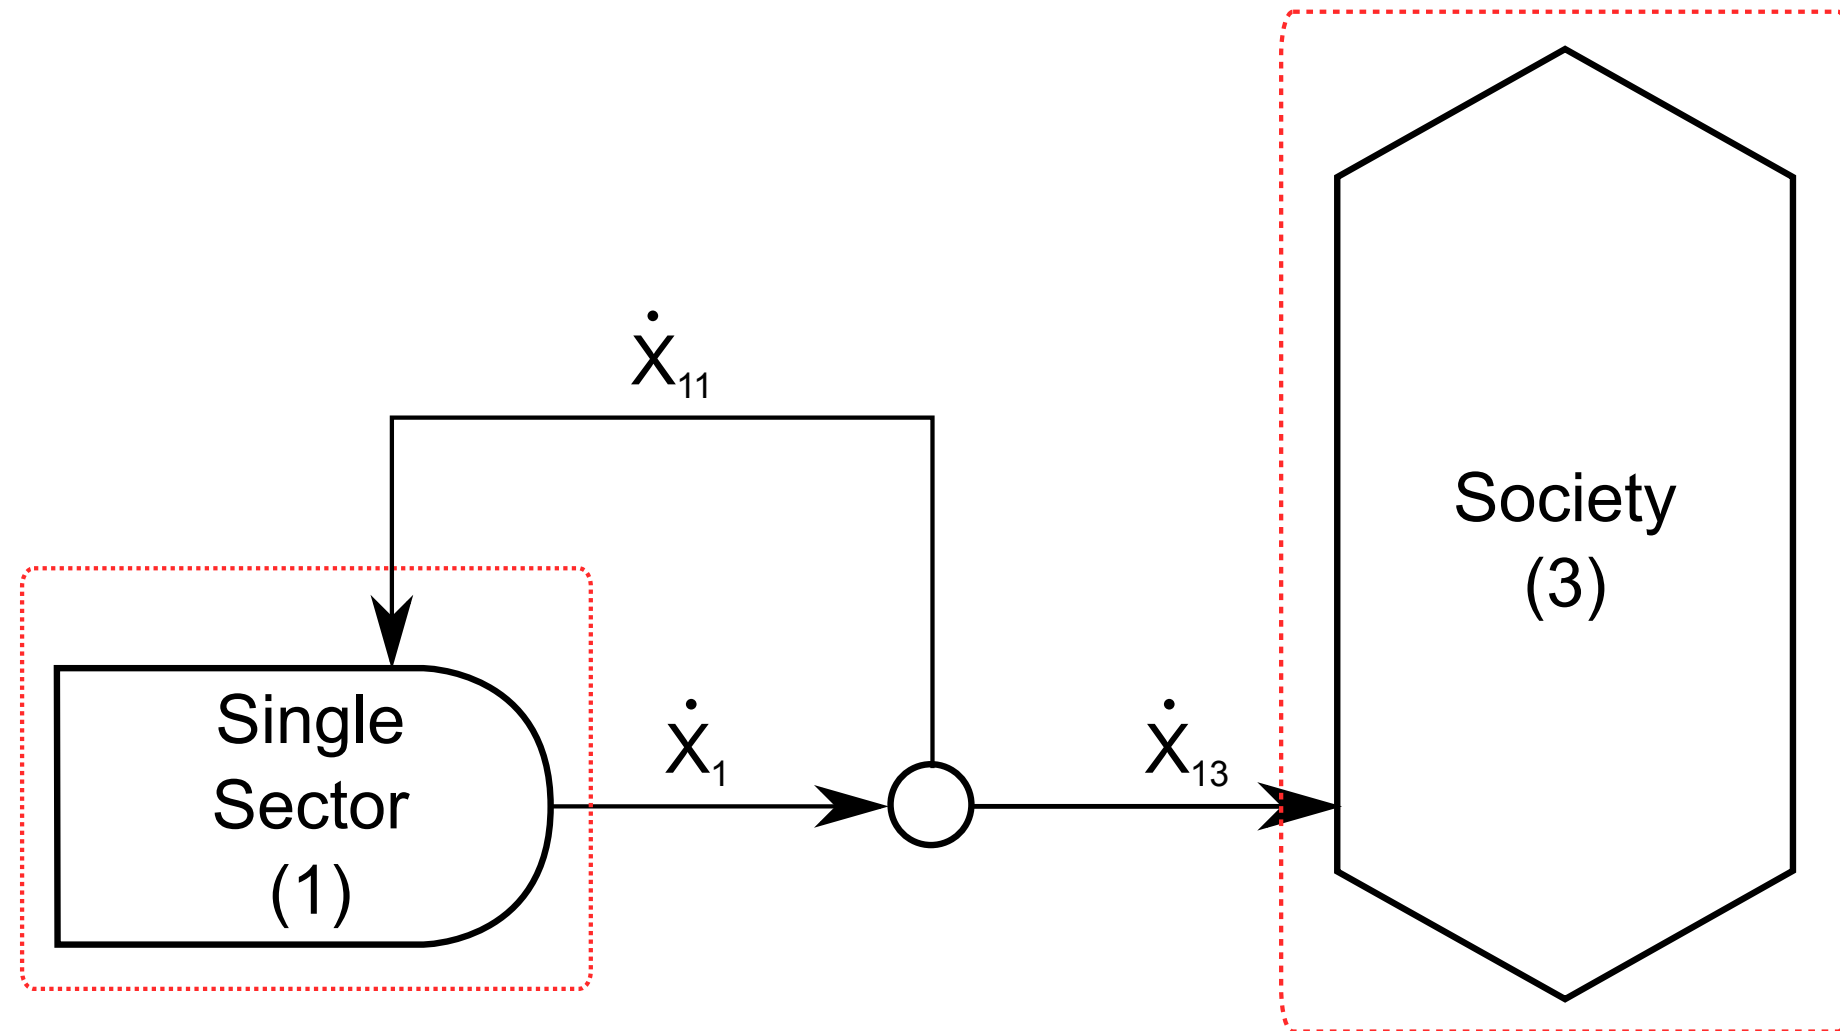 Ẋ₁₁
Society
(3)
Single
Sector
(1)
Ẋ₁
Ẋ₁₃